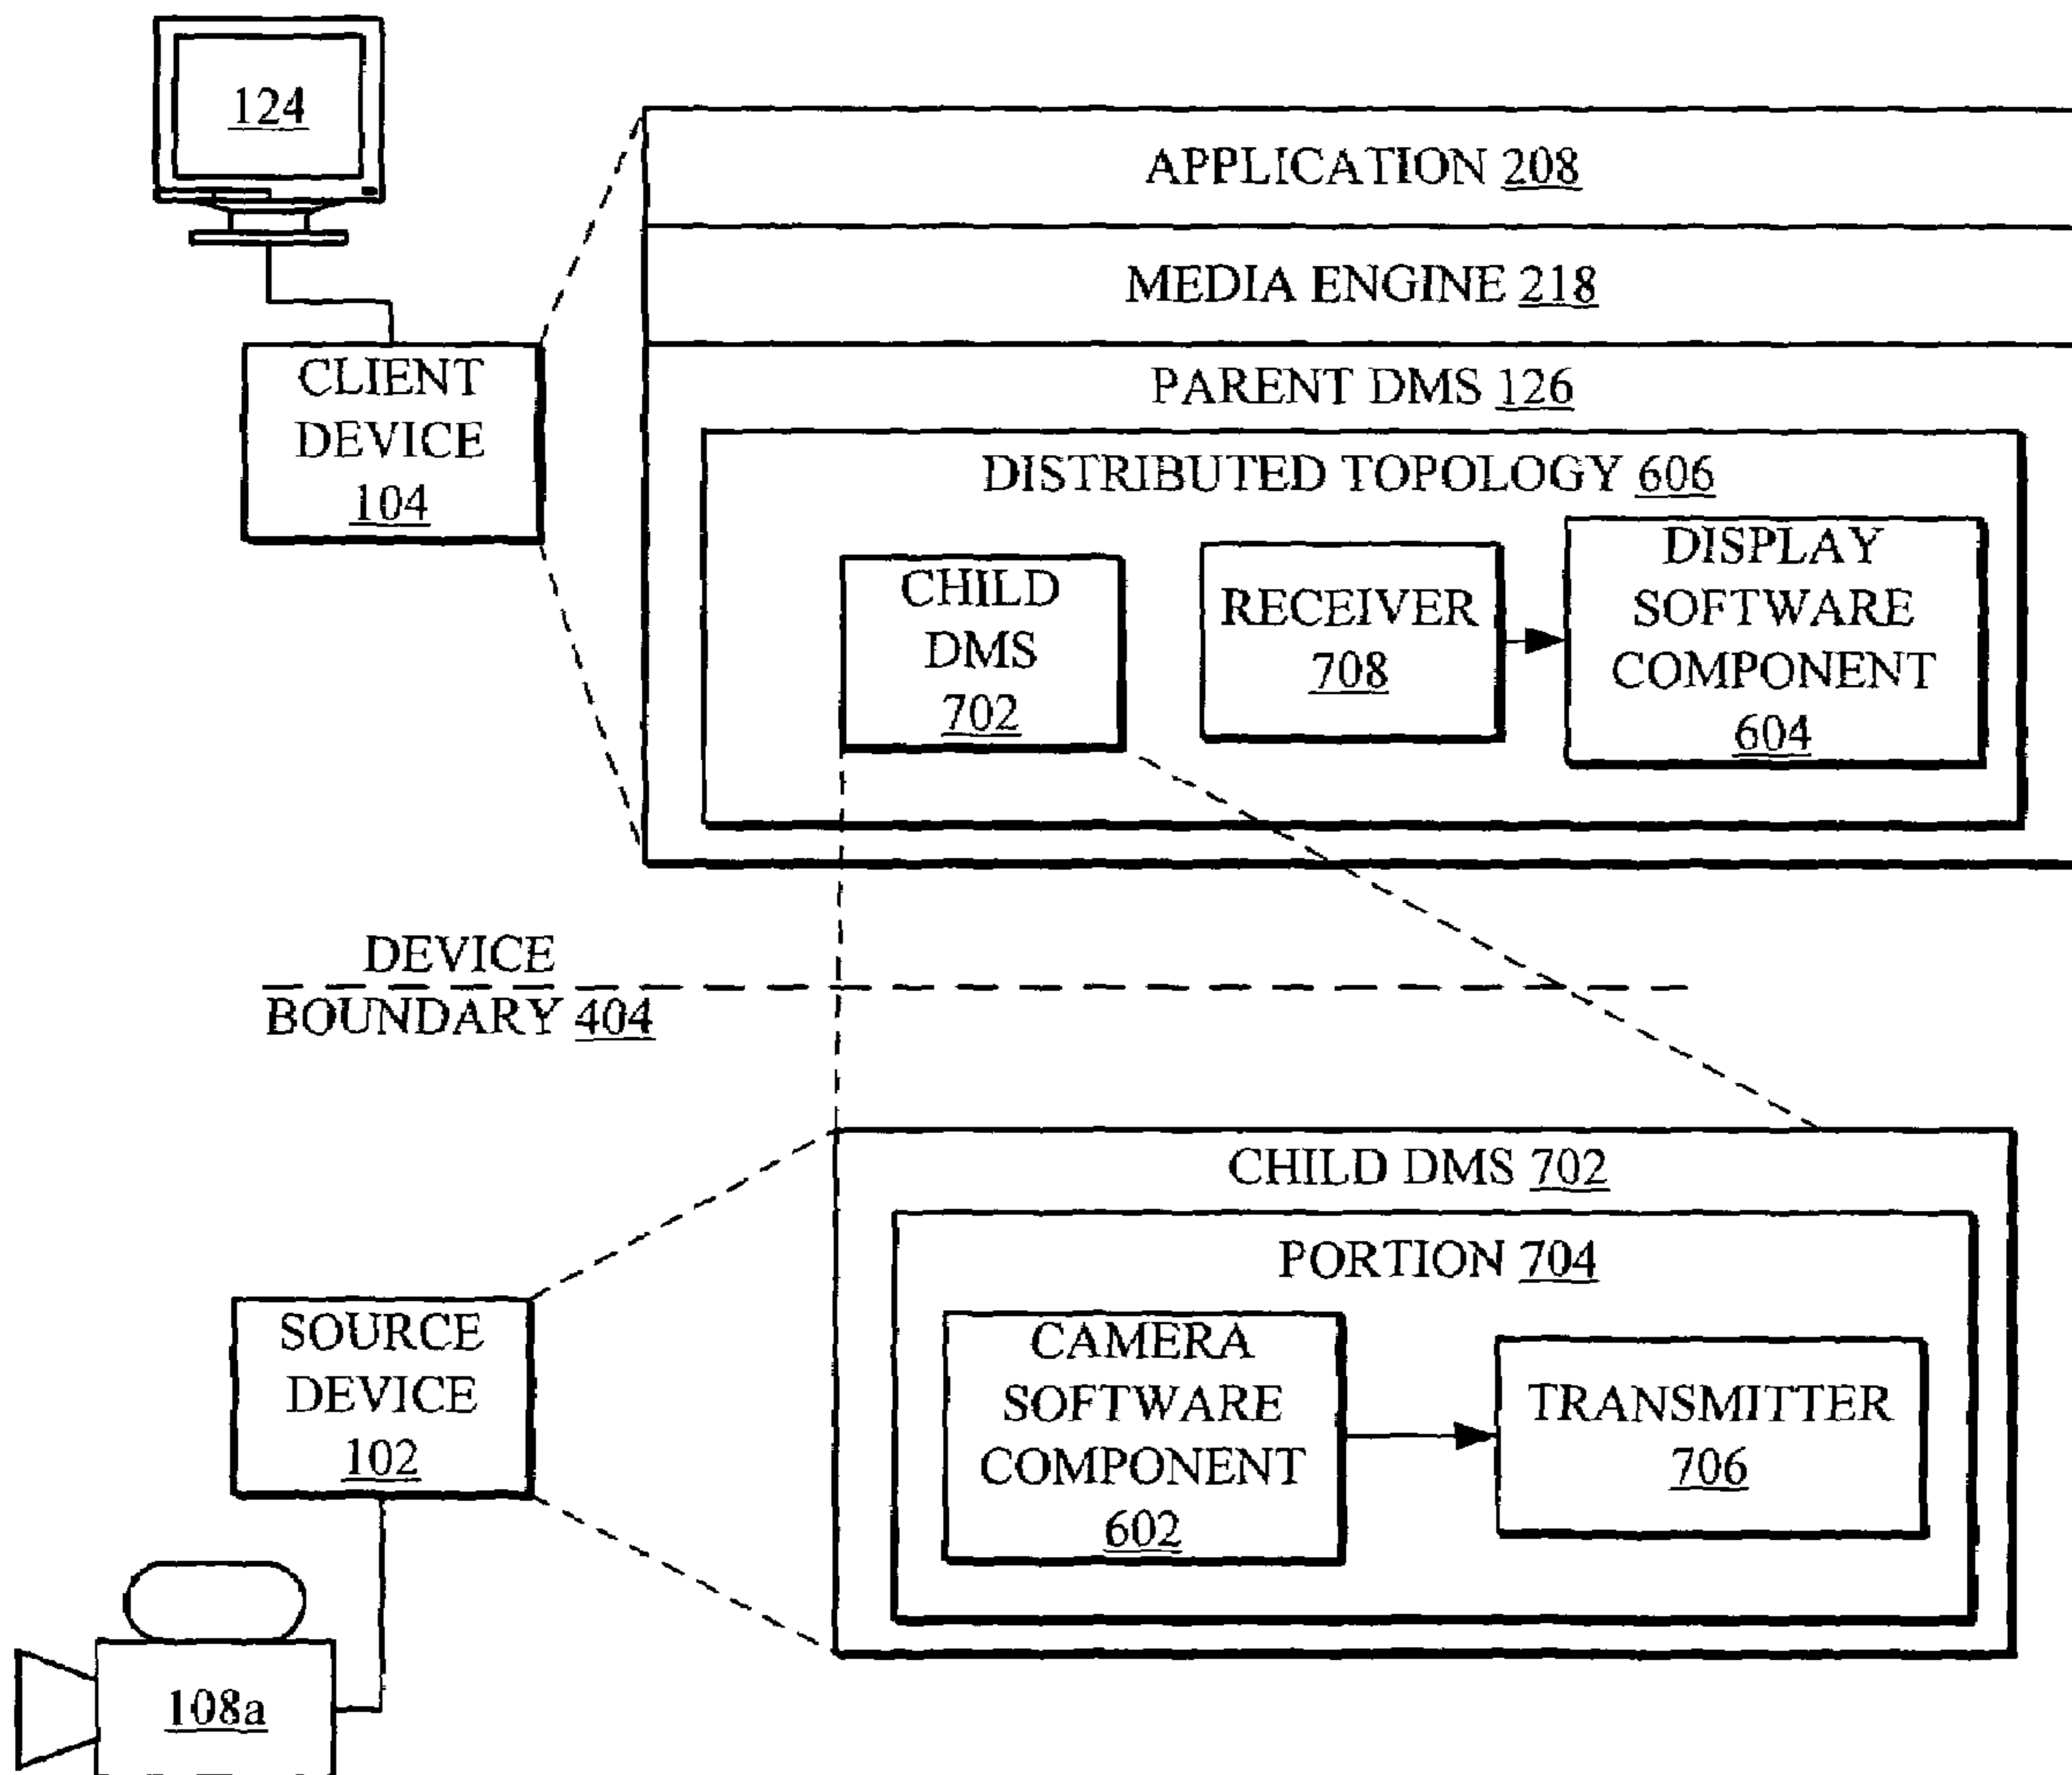 124
APPLICATION 208
MEDIA ENGINE 218
CLIENT
DEVICE
104
PARENT DMS 126
DISTRIBUTED TOPOLOGY 606
CHILD
DMS
702
RECEIVER
708
DISPLAY
SOFTWARE
COMPONENT
604
DEVICE
BOUNDARY 404
CHILD DMS 702
PORTION 704
SOURCE
DEVICE
102
CAMERA
SOFTWARE
COMPONENT
602
TRANSMITTER
706
108a